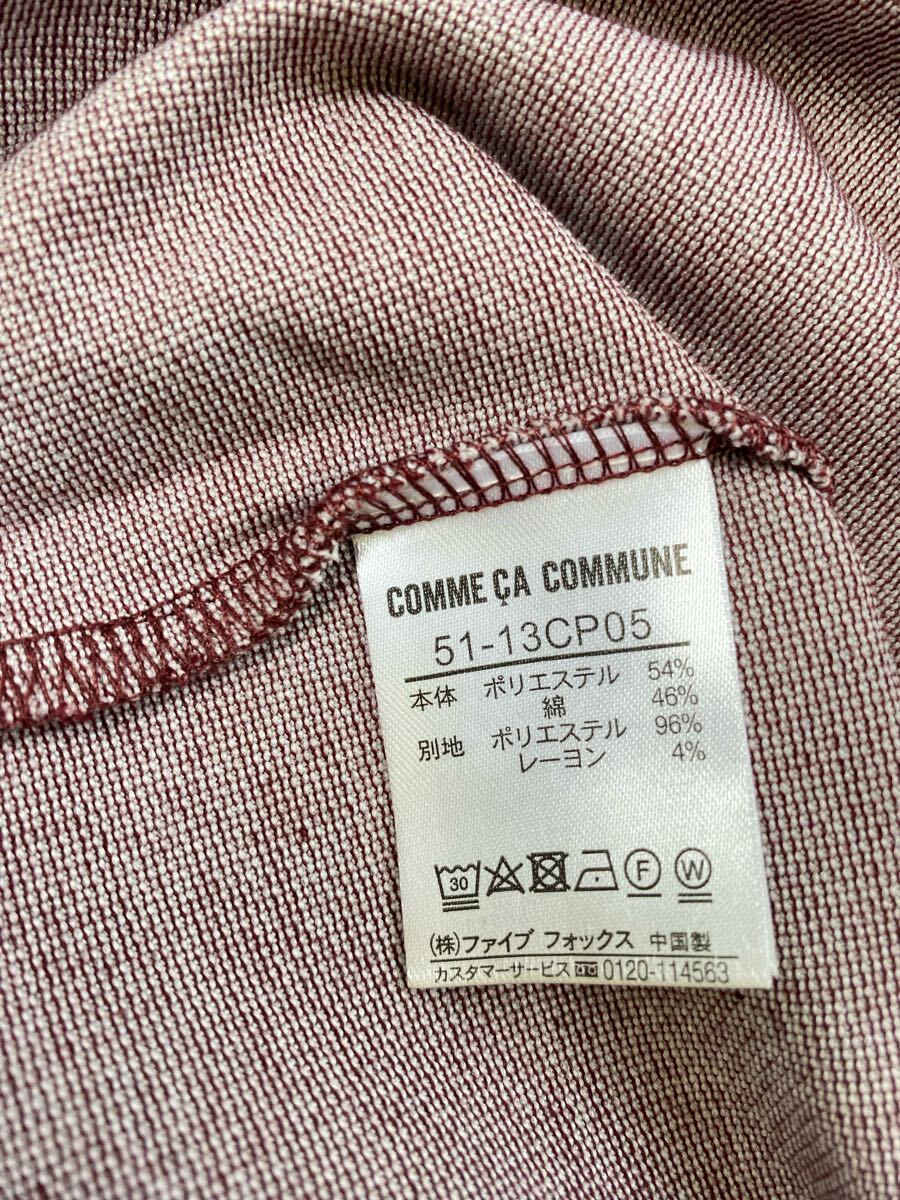 COMME ÇA COMMUNE
51-13CP05
本体 ポリエステル 54%
綿 46%
別地 ポリエステル 96%
レーヨン 4%
30 F W
(株)ファイブ フォックス 中国製
カスタマーサービス 0120-114563